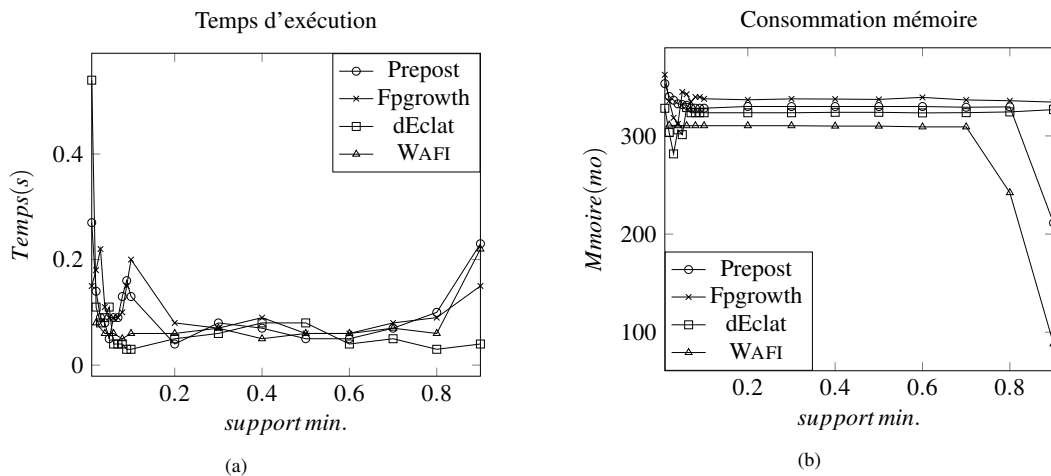 Temps d'exécution
Temps(s)
0.4
0.2
0
Prepost
Fpgrowth
dEclat
WAFI
0.2 0.4 0.6 0.8
support min.
(a)
Consommation mémoire
Mmoire(mo)
300
200
100
Prepost
Fpgrowth
dEclat
WAFI
0.2 0.4 0.6 0.8
support min.
(b)